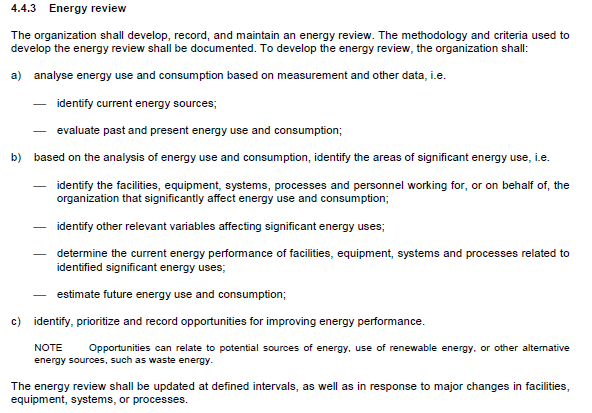 4.4.3 Energy review
The organization shall develop, record, and maintain an energy review. The methodology and criteria used to
develop the energy review shall be documented. To develop the energy review, the organization shall:
a) analyse energy use and consumption based on measurement and other data, i.e.
— identify current energy sources;
— evaluate past and present energy use and consumption;
b) based on the analysis of energy use and consumption, identify the areas of significant energy use, i.e.
— identify the facilities, equipment, systems, processes and personnel working for, or on behalf of, the
organization that significantly affect energy use and consumption;
— identify other relevant variables affecting significant energy uses;
— determine the current energy performance of facilities, equipment, systems and processes related to
identified significant energy uses;
— estimate future energy use and consumption;
c) identify, prioritize and record opportunities for improving energy performance.
NOTE Opportunities can relate to potential sources of energy, use of renewable energy, or other alternative
energy sources, such as waste energy.
The energy review shall be updated at defined intervals, as well as in response to major changes in facilities,
equipment, systems, or processes.